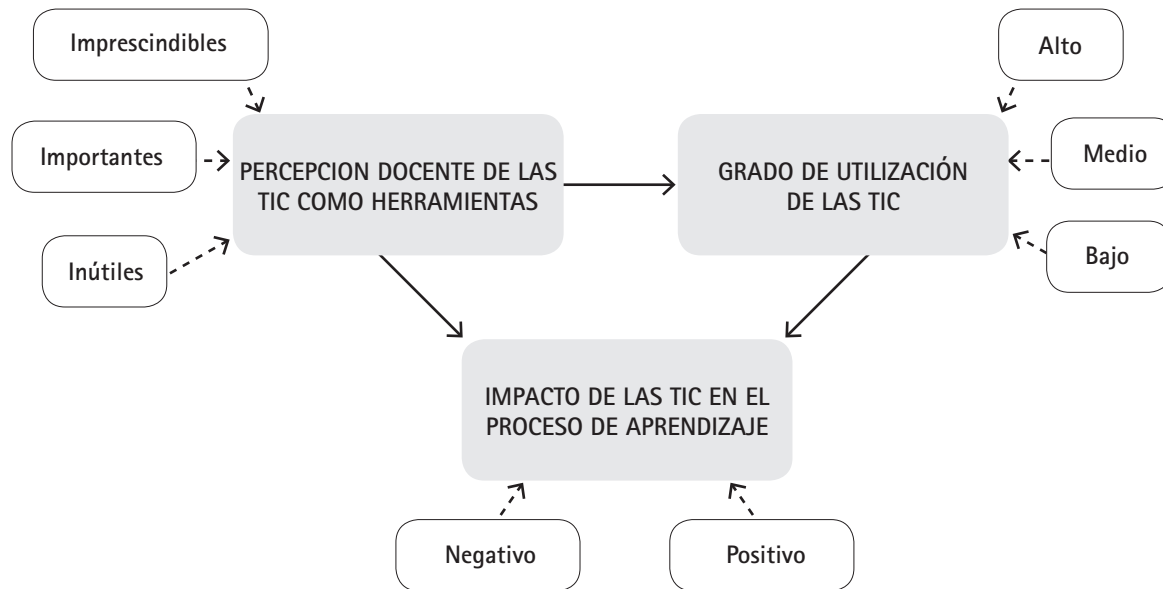 Imprescindibles
Alto
Importantes
PERCEPCION DOCENTE DE LAS
TIC COMO HERRAMIENTAS
GRADO DE UTILIZACIÓN
DE LAS TIC
Medio
Inútiles
Bajo
IMPACTO DE LAS TIC EN EL
PROCESO DE APRENDIZAJE
Negativo
Positivo